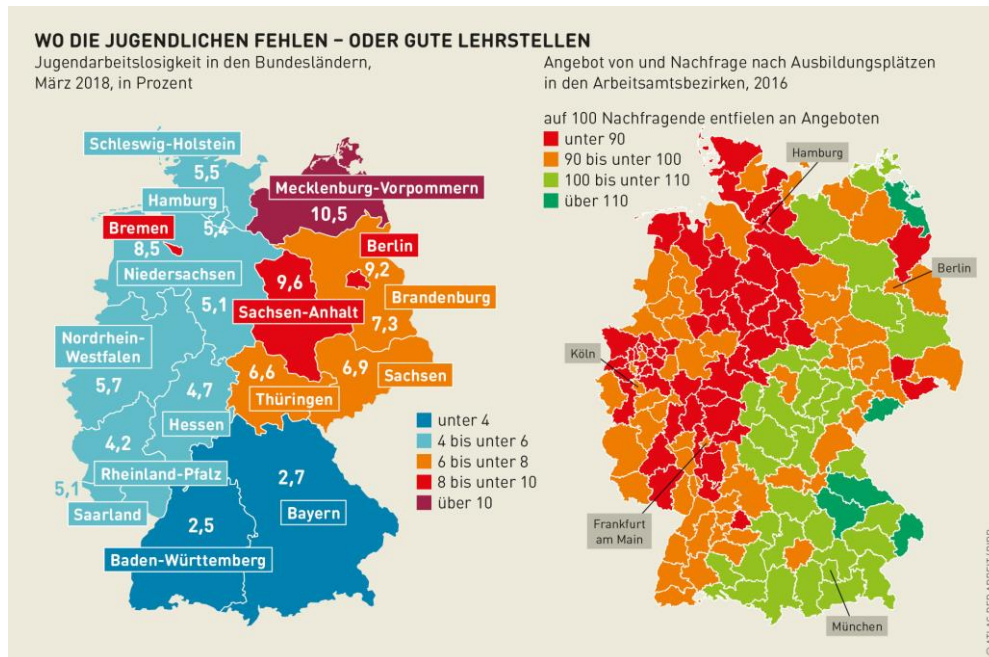 WO DIE JUGENDLICHEN FEHLEN – ODER GUTE LEHRSTELLEN
Jugendarbeitslosigkeit in den Bundesländern,
März 2018, in Prozent
Schleswig-Holstein
5,5
Mecklenburg-Vorpommern
10,5
Hamburg
5,4
Bremen
8,5
Berlin
9,2
Niedersachsen
5,1
9,6
Sachsen-Anhalt
Brandenburg
7,3
Nordrhein-
Westfalen
5,7
6,6
Thüringen
6,9
Sachsen
4,7
Hessen
4,2
Rheinland-Pfalz
5,1
Saarland
2,7
Bayern
2,5
Baden-Württemberg
unter 4
4 bis unter 6
6 bis unter 8
8 bis unter 10
über 10
Angebot von und Nachfrage nach Ausbildungsplätzen
in den Arbeitsamtsbezirken, 2016
auf 100 Nachfragende entfielen an Angeboten
unter 90
90 bis unter 100
100 bis unter 110
über 110
Hamburg
Berlin
Köln
Frankfurt
am Main
München